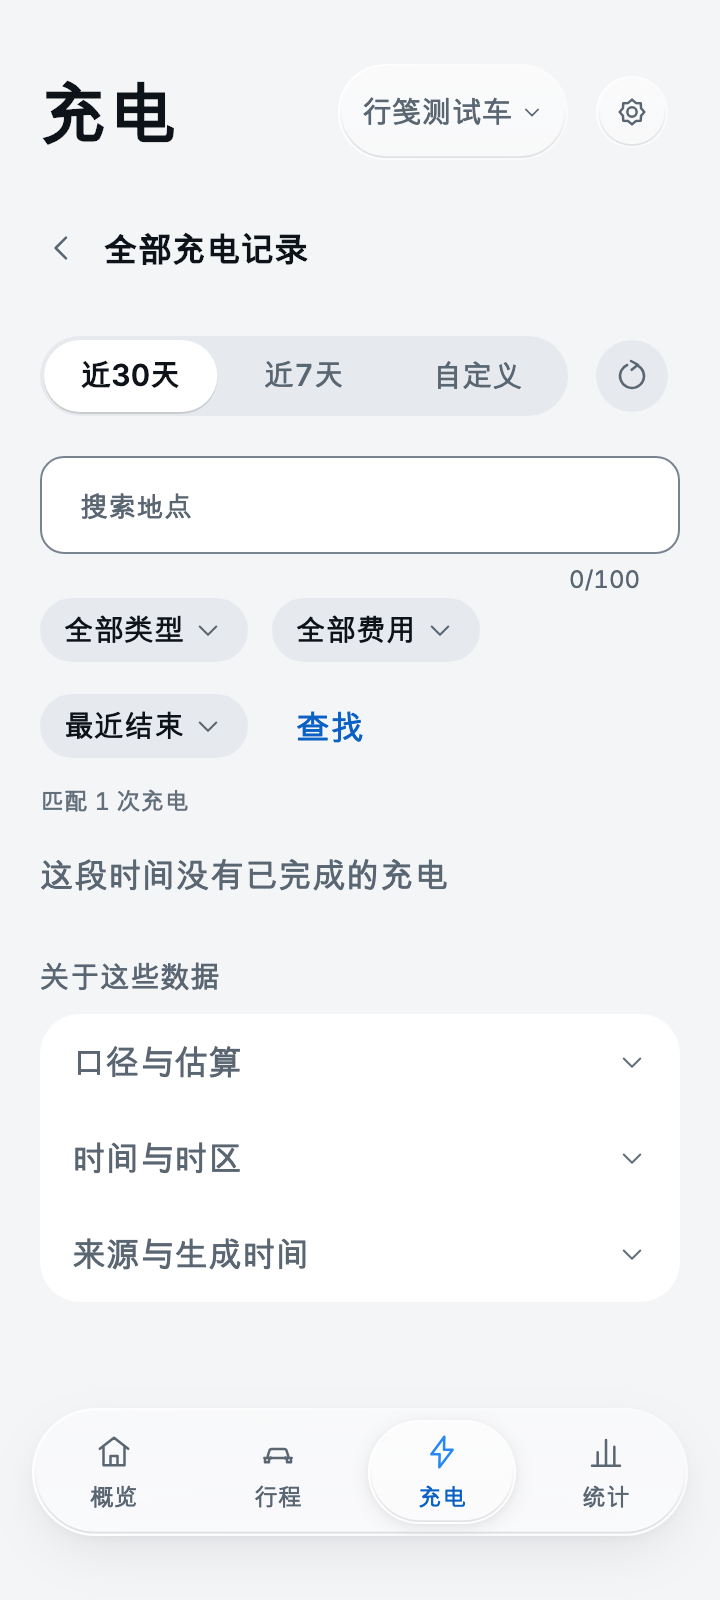 充电
行笺测试车
全部充电记录
近30天 近7天 自定义
搜索地点
0/100
全部类型 全部费用
最近结束 查找
匹配 1 次充电
这段时间没有已完成的充电
关于这些数据
口径与估算
时间与时区
来源与生成时间
概览 行程 充电 统计